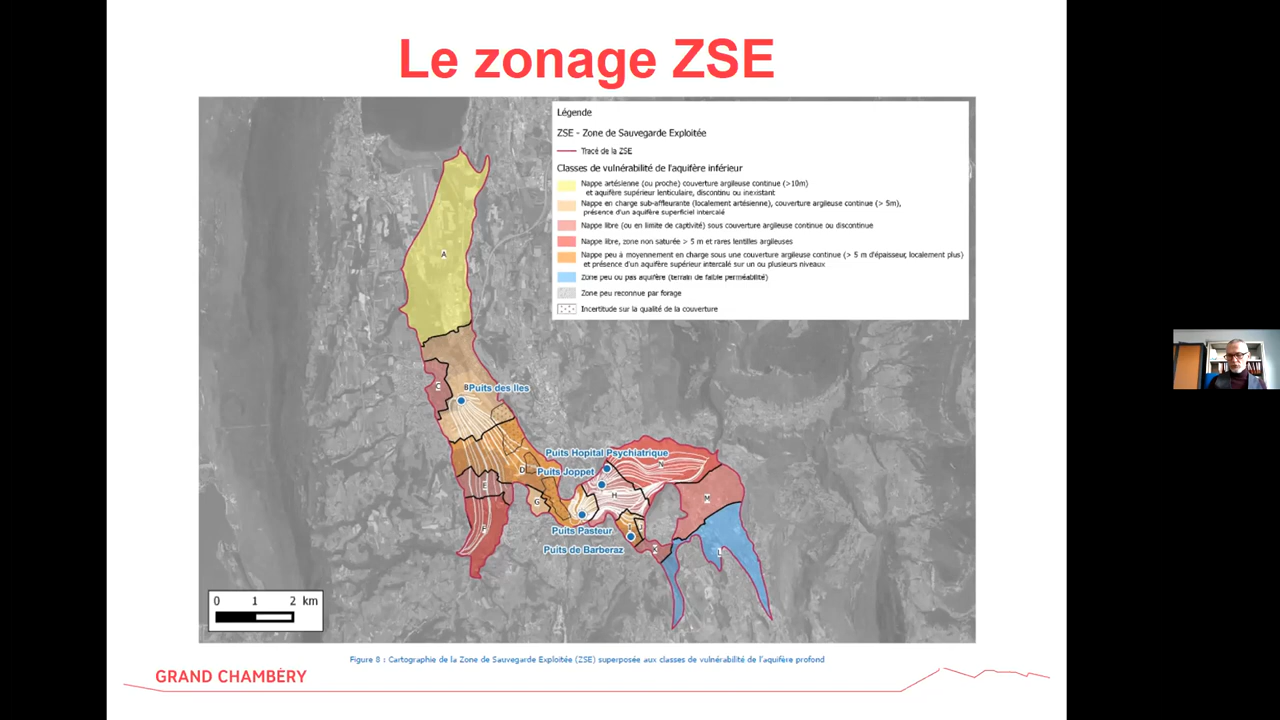 Le zonage ZSE
Légende
ZSE - Zone de Sauvegarde Exploitée
Tracé de la ZSE
Classes de vulnérabilité de l'aquifère inférieur
Nappe artésienne (ou proche) couverture argileuse continue (>10m)
et aquifère supérieur lenticulaire, discontinu ou inexistant
Nappe en charge sub-affleurante (localement artésienne), couverture argileuse continue (> 5m),
présence d'un aquifère superficiel intercalé
Nappe libre (ou en limite de captivité) sous couverture argileuse continue ou discontinue
Nappe libre, zone non saturée > 5 m et rares lentilles argileuses
Nappe peu à moyennement en charge sous une couverture argileuse continue (> 5 m d'épaisseur, localement plus)
et présence d'un aquifère supérieur intercalé sur un ou plusieurs niveaux
Zone peu ou pas aquifère (terrain de faible perméabilité)
Zone peu reconnue par forage
Incertitude sur la qualité de la couverture
A
C
B
Puits des Iles
Puits Hopital Psychiatrique
N
D
Puits Joppet
E
H
M
G
F
I
J
Puits Pasteur
Puits de Barberaz
K
L
0 1 2 km
Figure 8 : Cartographie de la Zone de Sauvegarde Exploitée (ZSE) superposée aux classes de vulnérabilité de l'aquifère profond
GRAND CHAMBÉRY